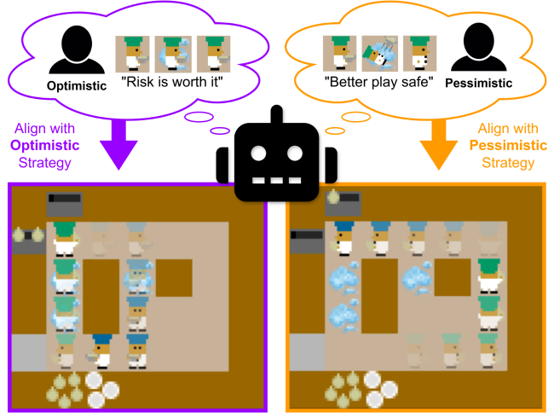 Optimistic
"Risk is worth it"
"Better play safe"
Pessimistic
Align with
Optimistic
Strategy
Align with
Pessimistic
Strategy